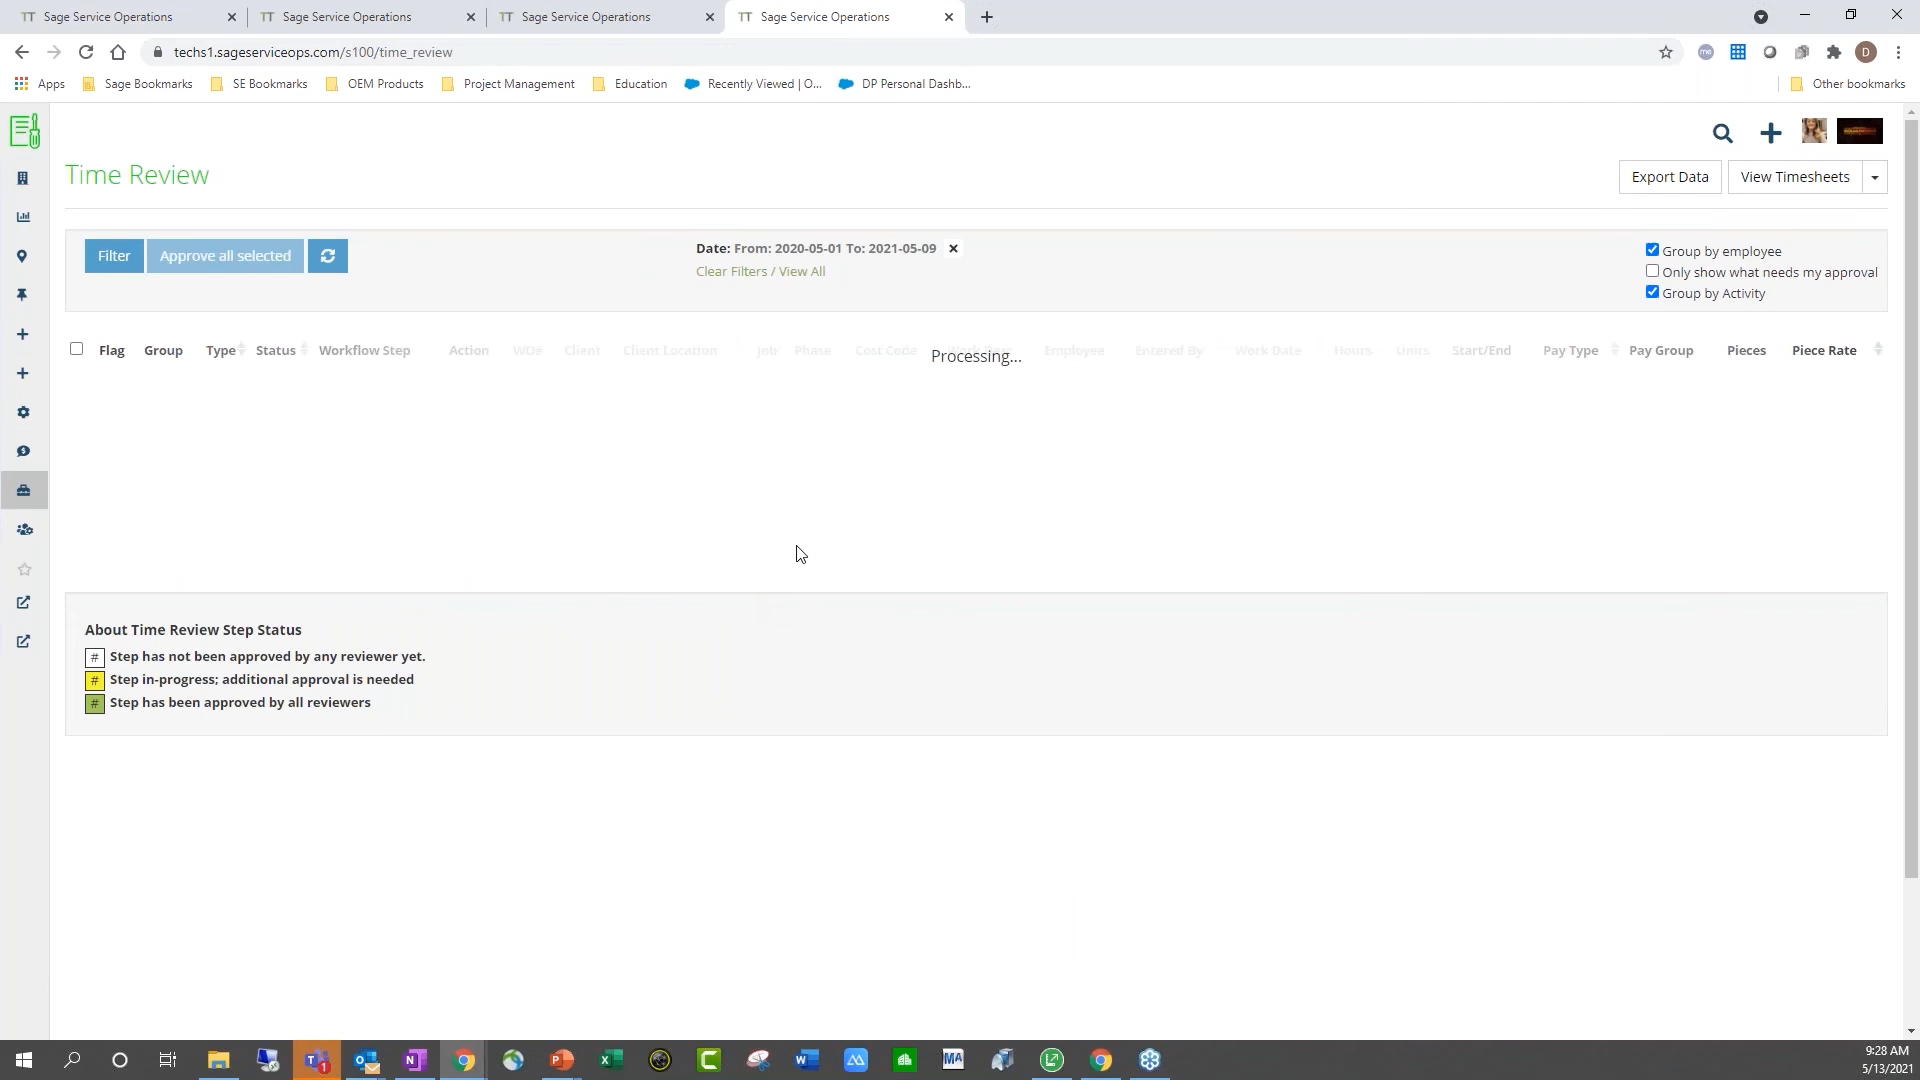 TT Sage Service Operations TT Sage Service Operations TT Sage Service Operations TT Sage Service Operations
techs1.sageserviceops.com/s100/time_review me D
Apps Sage Bookmarks SE Bookmarks OEM Products Project Management Education Recently Viewed | O... DP Personal Dashb... Other bookmarks
Time Review
Export Data View Timesheets
Filter Approve all selected
Date: From: 2020-05-01 To: 2021-05-09
Clear Filters / View All
Group by employee
Only show what needs my approval
Group by Activity
Flag Group Type Status Workflow Step Action WO# Client Client Location Job Phase Cost Code Employee Entered By Work Date Hours Units Start/End Pay Type Pay Group Pieces Piece Rate
Processing...
About Time Review Step Status
# Step has not been approved by any reviewer yet.
# Step in-progress; additional approval is needed
# Step has been approved by all reviewers
9:28 AM
5/13/2021